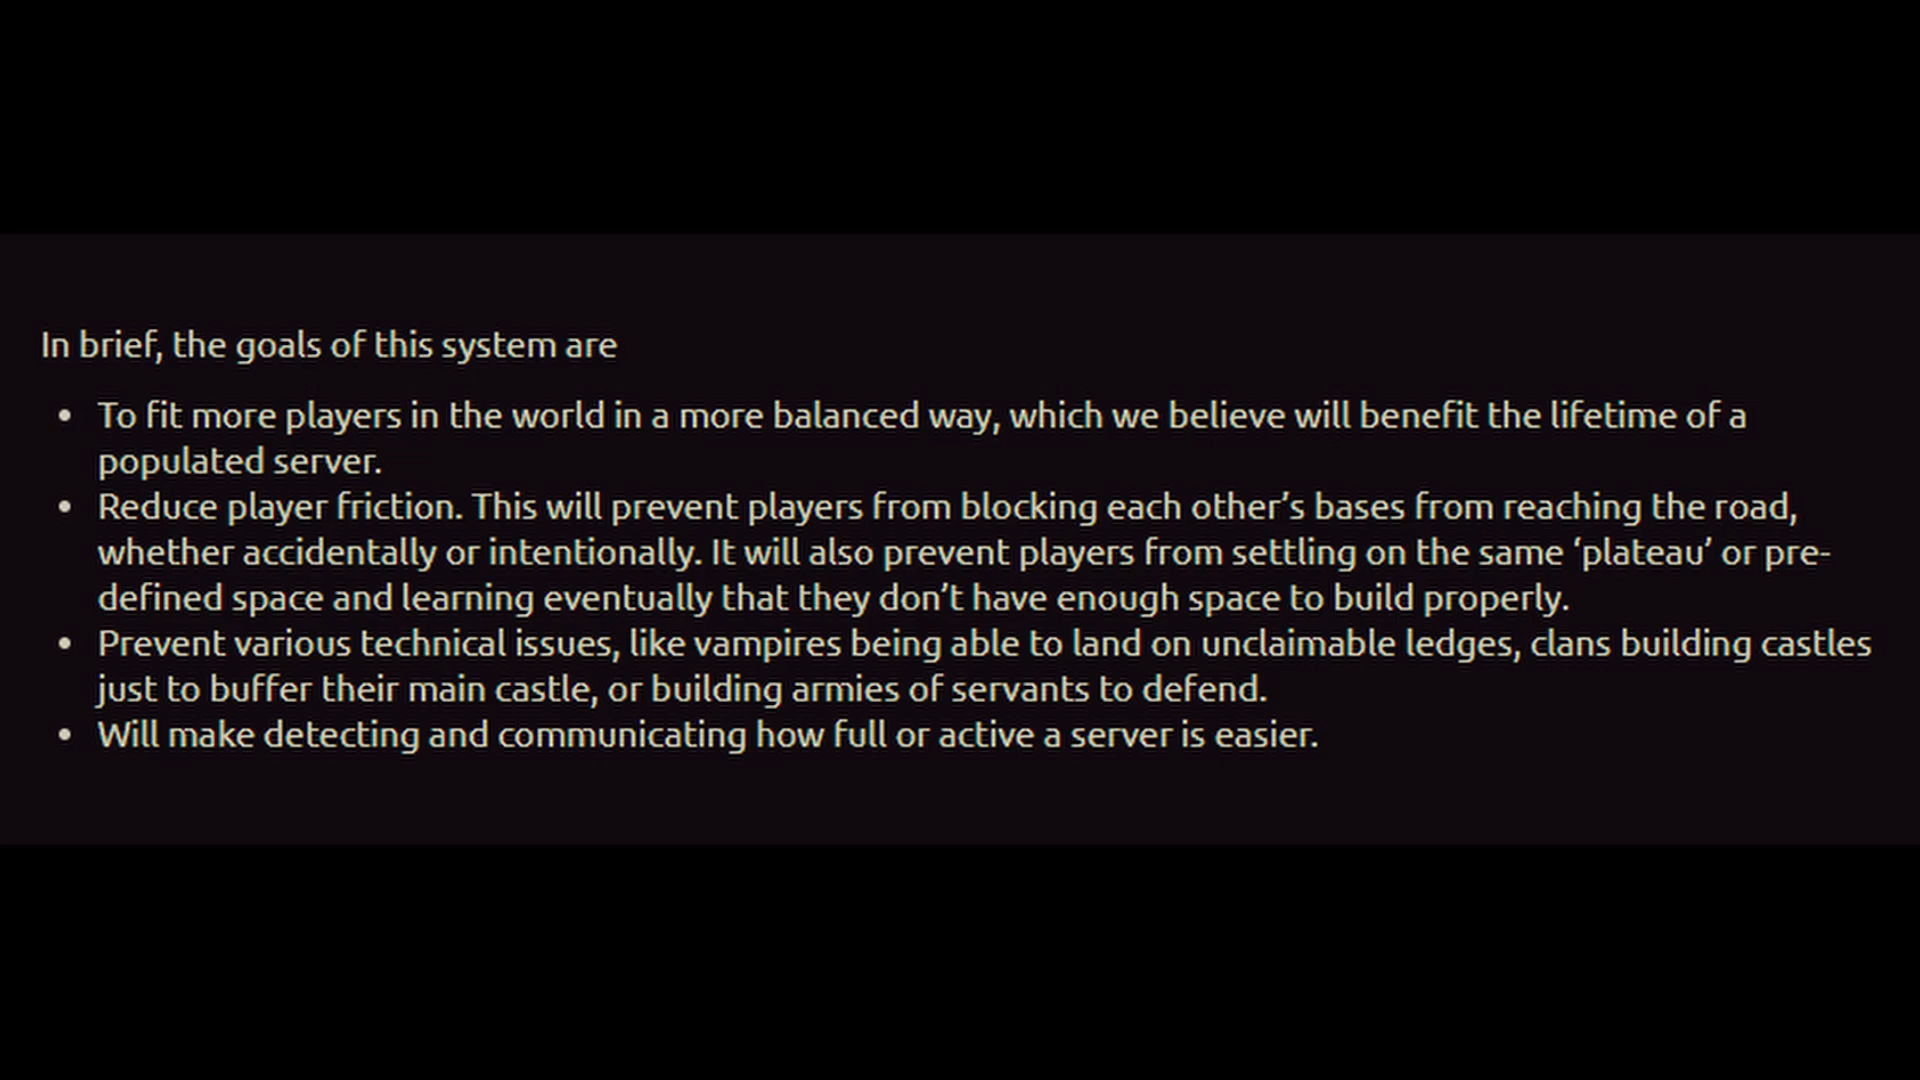 In brief, the goals of this system are
• To fit more players in the world in a more balanced way, which we believe will benefit the lifetime of a
populated server.
• Reduce player friction. This will prevent players from blocking each other’s bases from reaching the road,
whether accidentally or intentionally. It will also prevent players from settling on the same ‘plateau’ or pre-
defined space and learning eventually that they don’t have enough space to build properly.
• Prevent various technical issues, like vampires being able to land on unclaimable ledges, clans building castles
just to buffer their main castle, or building armies of servants to defend.
• Will make detecting and communicating how full or active a server is easier.